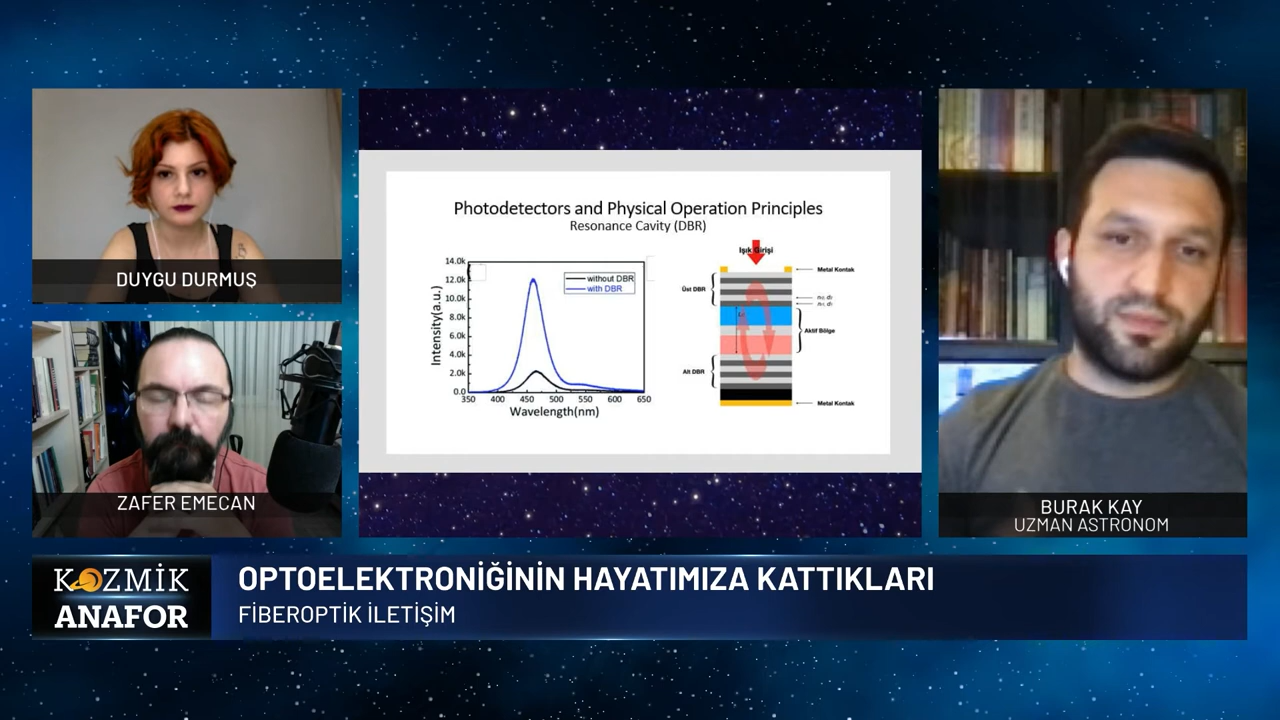 DUYGU DURMUŞ
ZAFER EMECAN
Photodetectors and Physical Operation Principles
Resonance Cavity (DBR)
14.0k
12.0k
10.0k
8.0k
6.0k
4.0k
2.0k
0.0
Intensity(a.u.)
without DBR
with DBR
350 400 450 500 550 600 650
Wavelength(nm)
Işık Girişi
Metal Kontak
Üst DBR
Aktif Bölge
Alt DBR
Metal Kontak
BURAK KAY
UZMAN ASTRONOM
KOZMİK
ANAFOR
OPTOELEKTRONİĞİNİN HAYATIMIZA KATTIKLARI
FİBEROPTİK İLETİŞİM